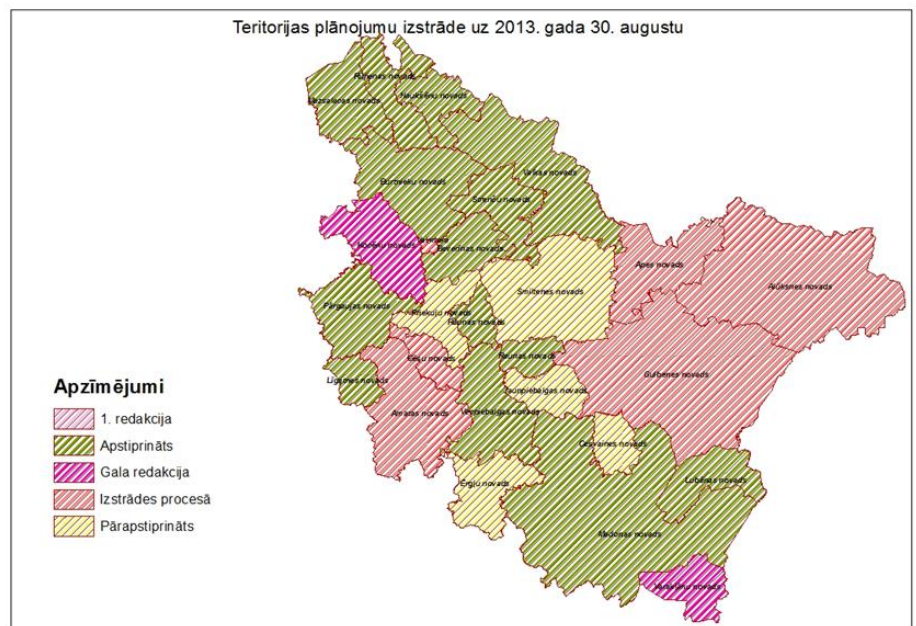 Teritorijas plānojumu izstrāde uz 2013. gada 30. augustu
Rūjienas novads
Mazsalacas novads
Naukšēnu novads
Burtnieku novads
Valkas novads
Strenču novads
Kocēnu novads
Beverīnas novads
Apes novads
Alūksnes novads
Smiltenes novads
Pārgaujas novads
Priekuļu novads
Raunas novads
Cēsu novads
Gulbenes novads
Līgatnes novads
Jaunpiebalgas novads
Amatas novads
Vecpiebalgas novads
Cesvaines novads
Ērgļu novads
Lubānas novads
Madonas novads
Varakļānu novads
Apzīmējumi
1. redakcija
Apstiprināts
Gala redakcija
Izstrādes procesā
Pārapstiprināts